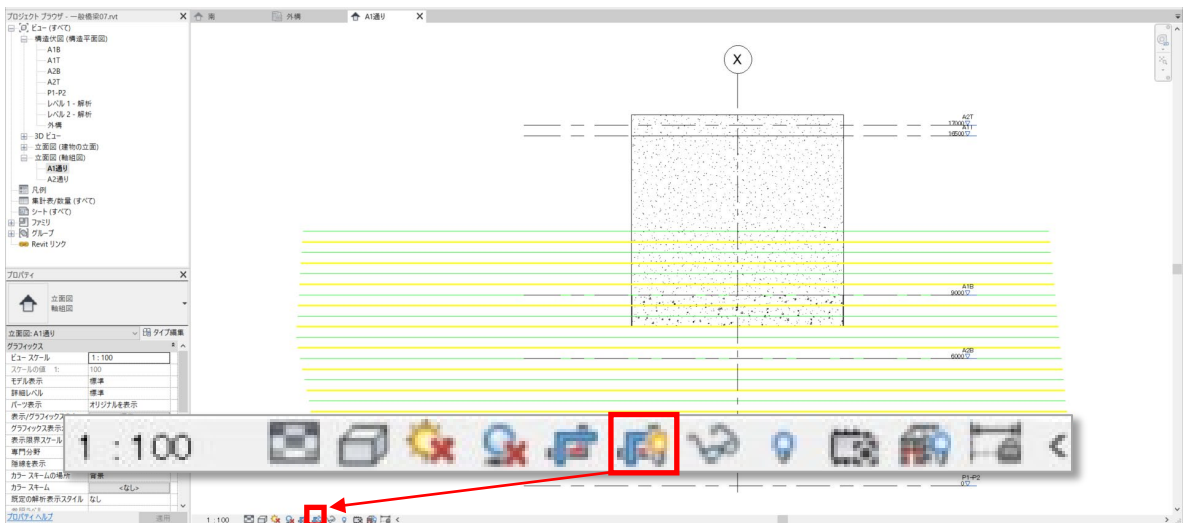 プロジェクト ブラウザ - 一般橋梁07.rvt
ビュー (すべて)
構造伏図 (構造平面図)
A1B
A1T
A2B
A2T
P1-P2
レベル 1 - 解析
レベル 2 - 解析
外構
3D ビュー
立面図 (建物の立面)
立面図 (軸組図)
A1通り
A2通り
凡例
集計表/数量 (すべて)
シート (すべて)
ファミリ
グループ
Revit リンク
プロパティ
立面図
軸組図
立面図: A1通り
タイプ編集
グラフィックス
ビュー スケール 1 : 100
スケールの値 1: 100
モデル表示 標準
詳細レベル 標準
パーツ表示 オリジナルを表示
表示/グラフィックス
グラフィックス表示
表示限界スケール
専門分野
隠線を表示
カラー スキームの場所 背景
カラー スキーム <なし>
既定の解析表示スタイル なし
プロパティ ヘルプ
適用
南
外構
A1通り
X
A2T
17000
A1T
16500
A1B
9000
A2B
6000
P1-P2
0
1 : 100
1 : 100